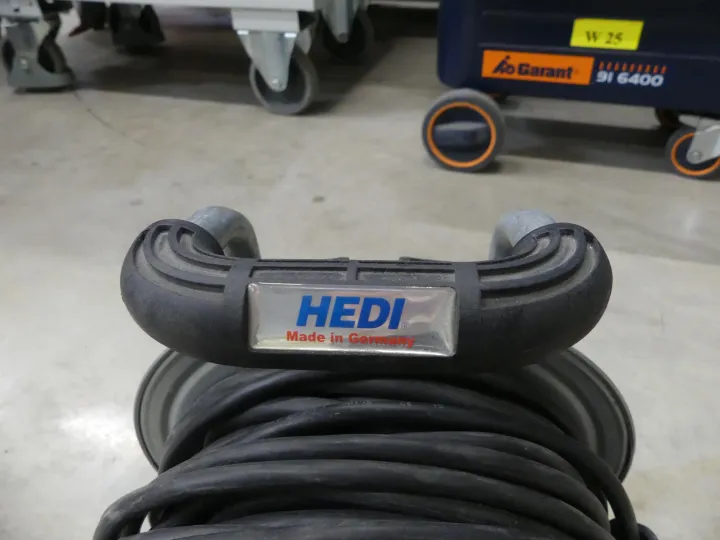 W 25
Garant
91 6400
HEDI
Made in Germany